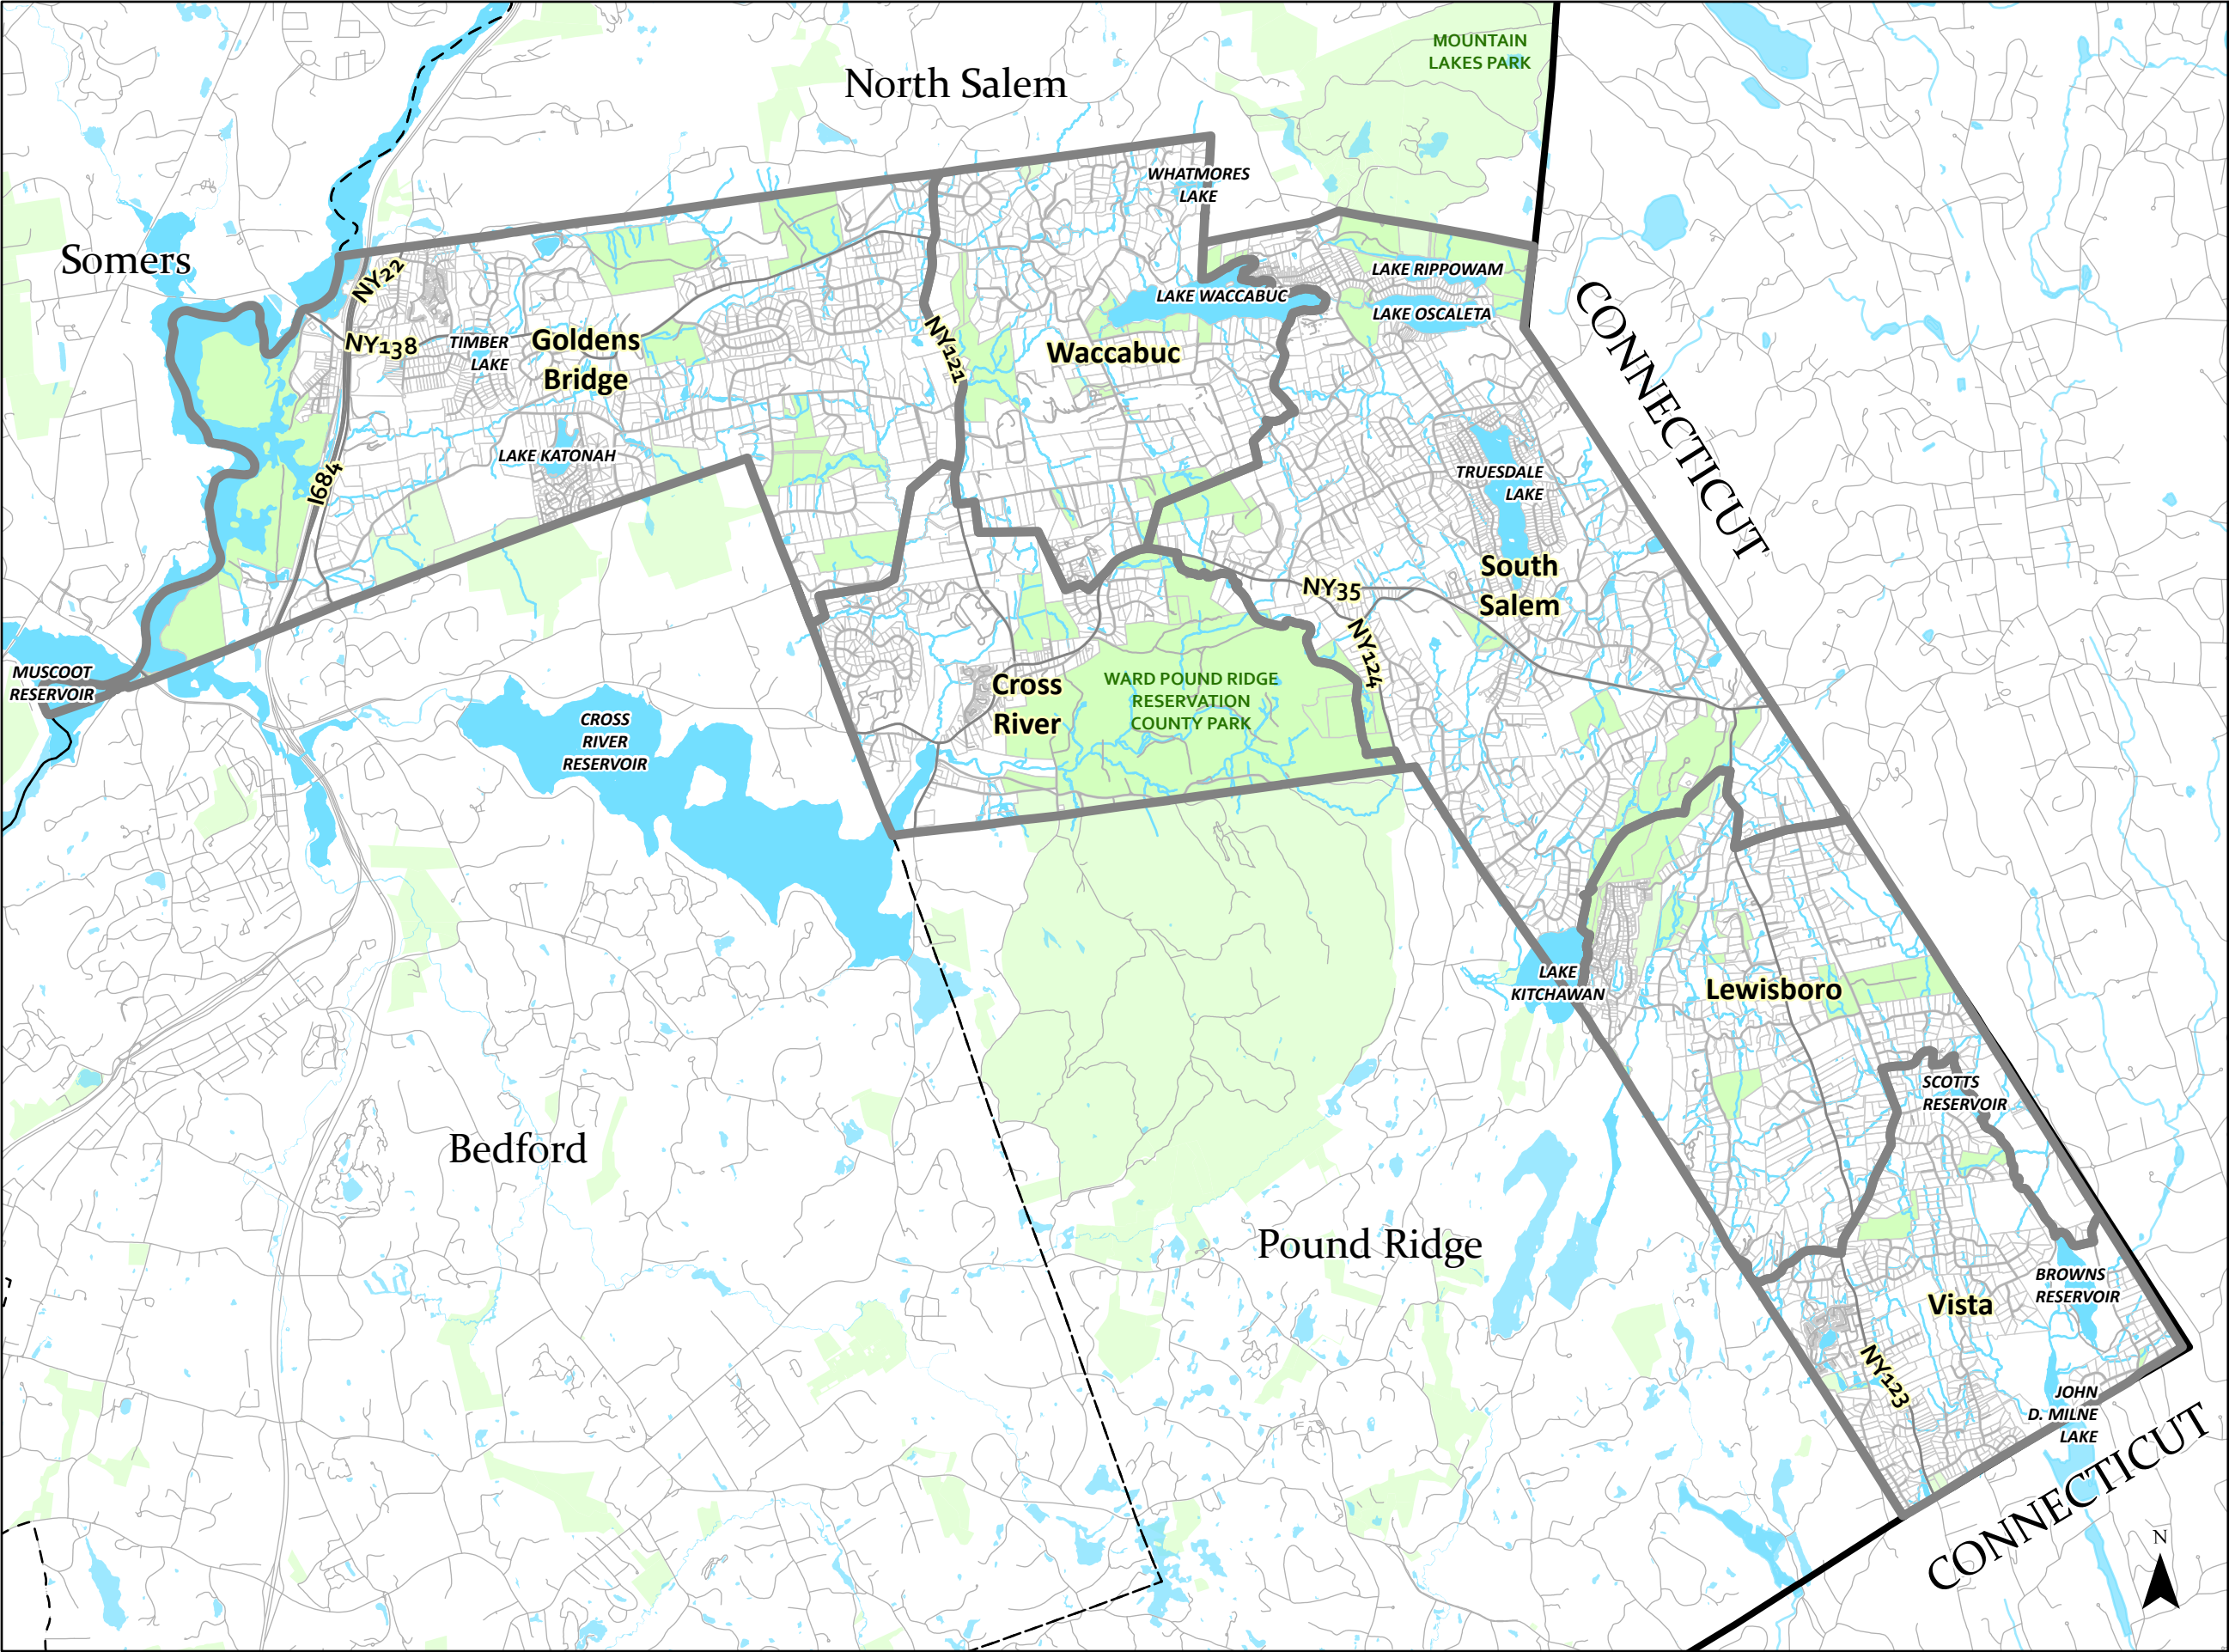 MOUNTAIN
LAKES PARK
North Salem
WHATMORES
LAKE
Somers
NY22
LAKE RIPPOWAM
LAKE WACCABUC
LAKE OSCALETA
CONNECTICUT
NY138
TIMBER
LAKE
Goldens
Bridge
NY121
Waccabuc
LAKE KATONAH
I684
TRUESDALE
LAKE
South
Salem
NY35
NY124
MUSCOOT
RESERVOIR
Cross
River
WARD POUND RIDGE
RESERVATION
COUNTY PARK
CROSS
RIVER
RESERVOIR
LAKE
KITCHAWAN
Lewisboro
SCOTTS
RESERVOIR
Bedford
Pound Ridge
BROWNS
RESERVOIR
Vista
NY123
JOHN
D. MILNE
LAKE
CONNECTICUT
N